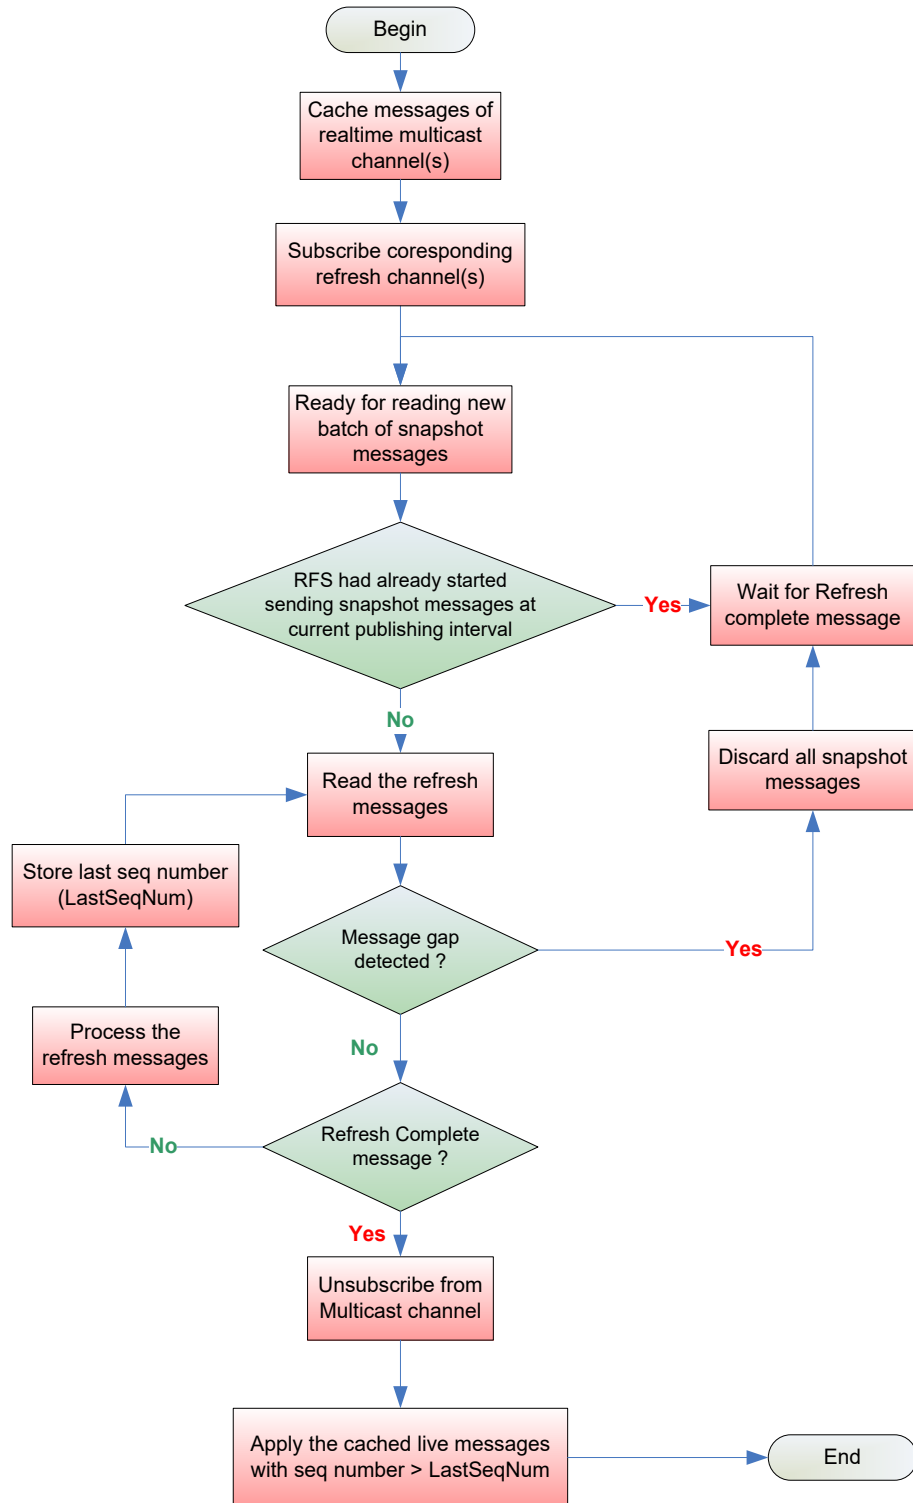 Begin
Cache messages of
realtime multicast
channel(s)
Subscribe coresponding
refresh channel(s)
Ready for reading new
batch of snapshot
messages
RFS had already started
sending snapshot messages at
current publishing interval
Yes
Wait for Refresh
complete message
No
Read the refresh
messages
Discard all snapshot
messages
Store last seq number
(LastSeqNum)
Message gap
detected ?
Yes
Process the
refresh messages
No
Refresh Complete
message ?
No
Yes
Unsubscribe from
Multicast channel
Apply the cached live messages
with seq number > LastSeqNum
End